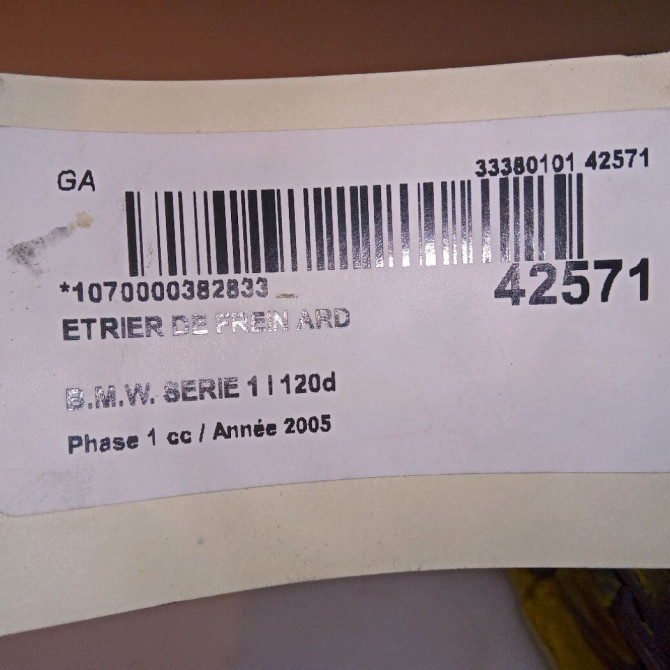 GA
33380101 42571
*1070000382833
42571
ETRIER DE FREIN ARD
B.M.W. SERIE 1 I 120d
Phase 1 cc / Année 2005